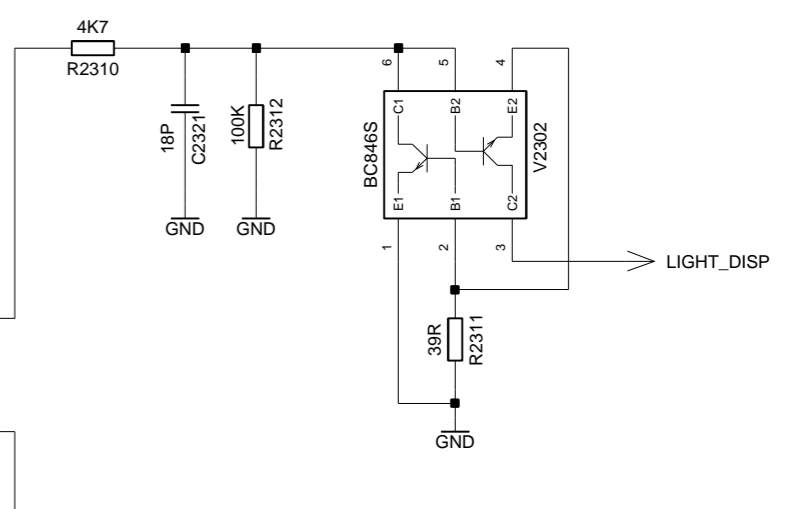 4K7
R2310
18P
C2321
100K
R2312
GND
GND
BC846S
6
5
4
C1
B2
E2
E1
B1
C2
1
2
3
V2302
LIGHT_DISP
39R
R2311
GND